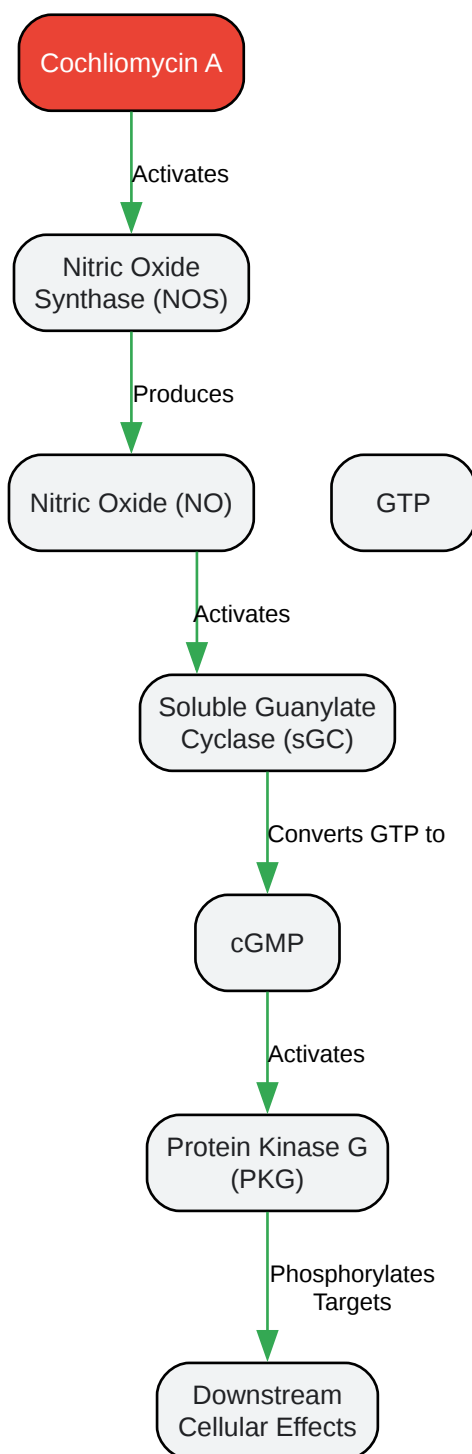 Cochliomycin A
Activates
Nitric Oxide
Synthase (NOS)
Produces
Nitric Oxide (NO)
GTP
Activates
Soluble Guanylate
Cyclase (sGC)
Converts GTP to
cGMP
Activates
Protein Kinase G
(PKG)
Phosphorylates
Targets
Downstream
Cellular Effects